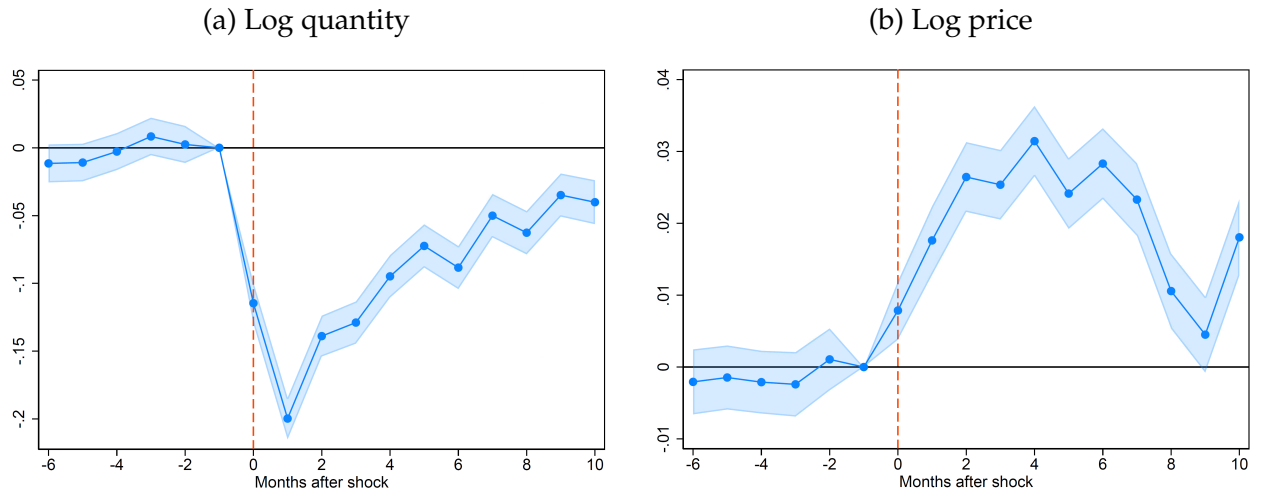 (a) Log quantity
.05
0
-.05
-.1
-.15
-.2
-6 -4 -2 0 2 4 6 8 10
Months after shock
(b) Log price
.04
.03
.02
.01
0
-.01
-6 -4 -2 0 2 4 6 8 10
Months after shock